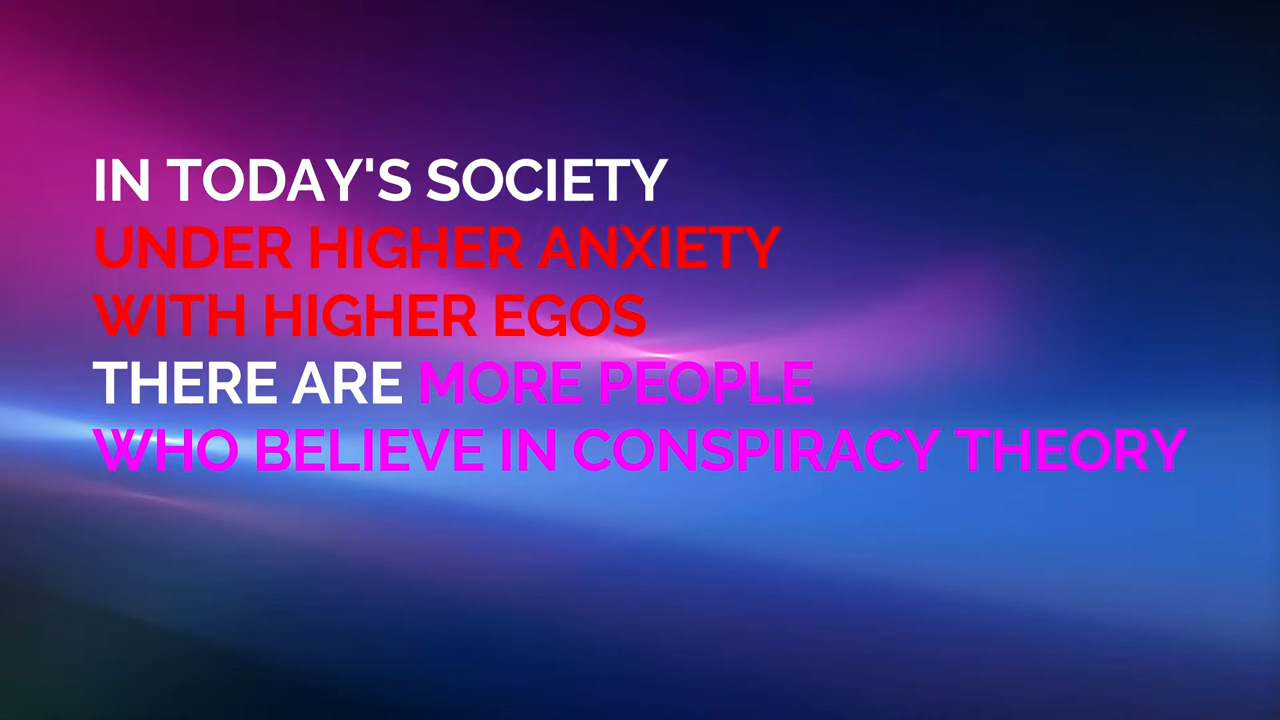 IN TODAY'S SOCIETY
UNDER HIGHER ANXIETY
WITH HIGHER EGOS
THERE ARE MORE PEOPLE
WHO BELIEVE IN CONSPIRACY THEORY